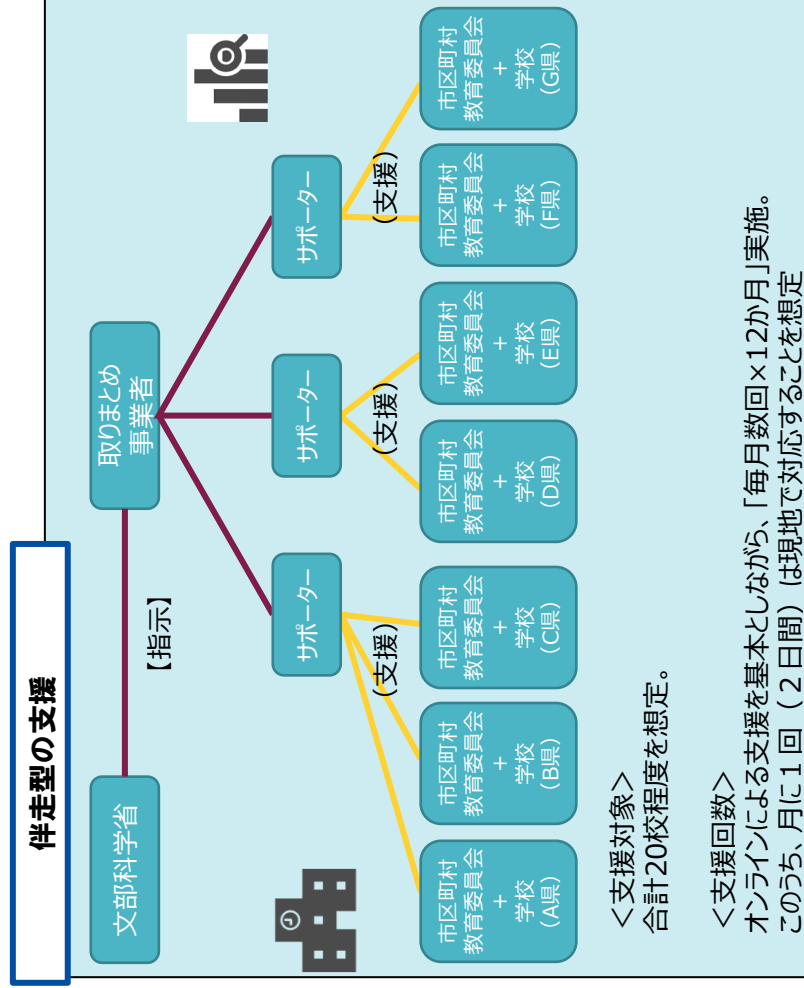 伴走型の支援
文部科学省
【指示】
取りまとめ
事業者
サポーター
サポーター
サポーター
(支援)
(支援)
(支援)
市区町村
教育委員会
+
学校
(A県)
市区町村
教育委員会
+
学校
(B県)
市区町村
教育委員会
+
学校
(C県)
市区町村
教育委員会
+
学校
(D県)
市区町村
教育委員会
+
学校
(E県)
市区町村
教育委員会
+
学校
(F県)
市区町村
教育委員会
+
学校
(G県)
＜支援対象＞
合計20校程度を想定。
＜支援回数＞
オンラインによる支援を基本としながら、「毎月数回×12か月」実施。
このうち、月に１回（２日間）は現地で対応することを想定